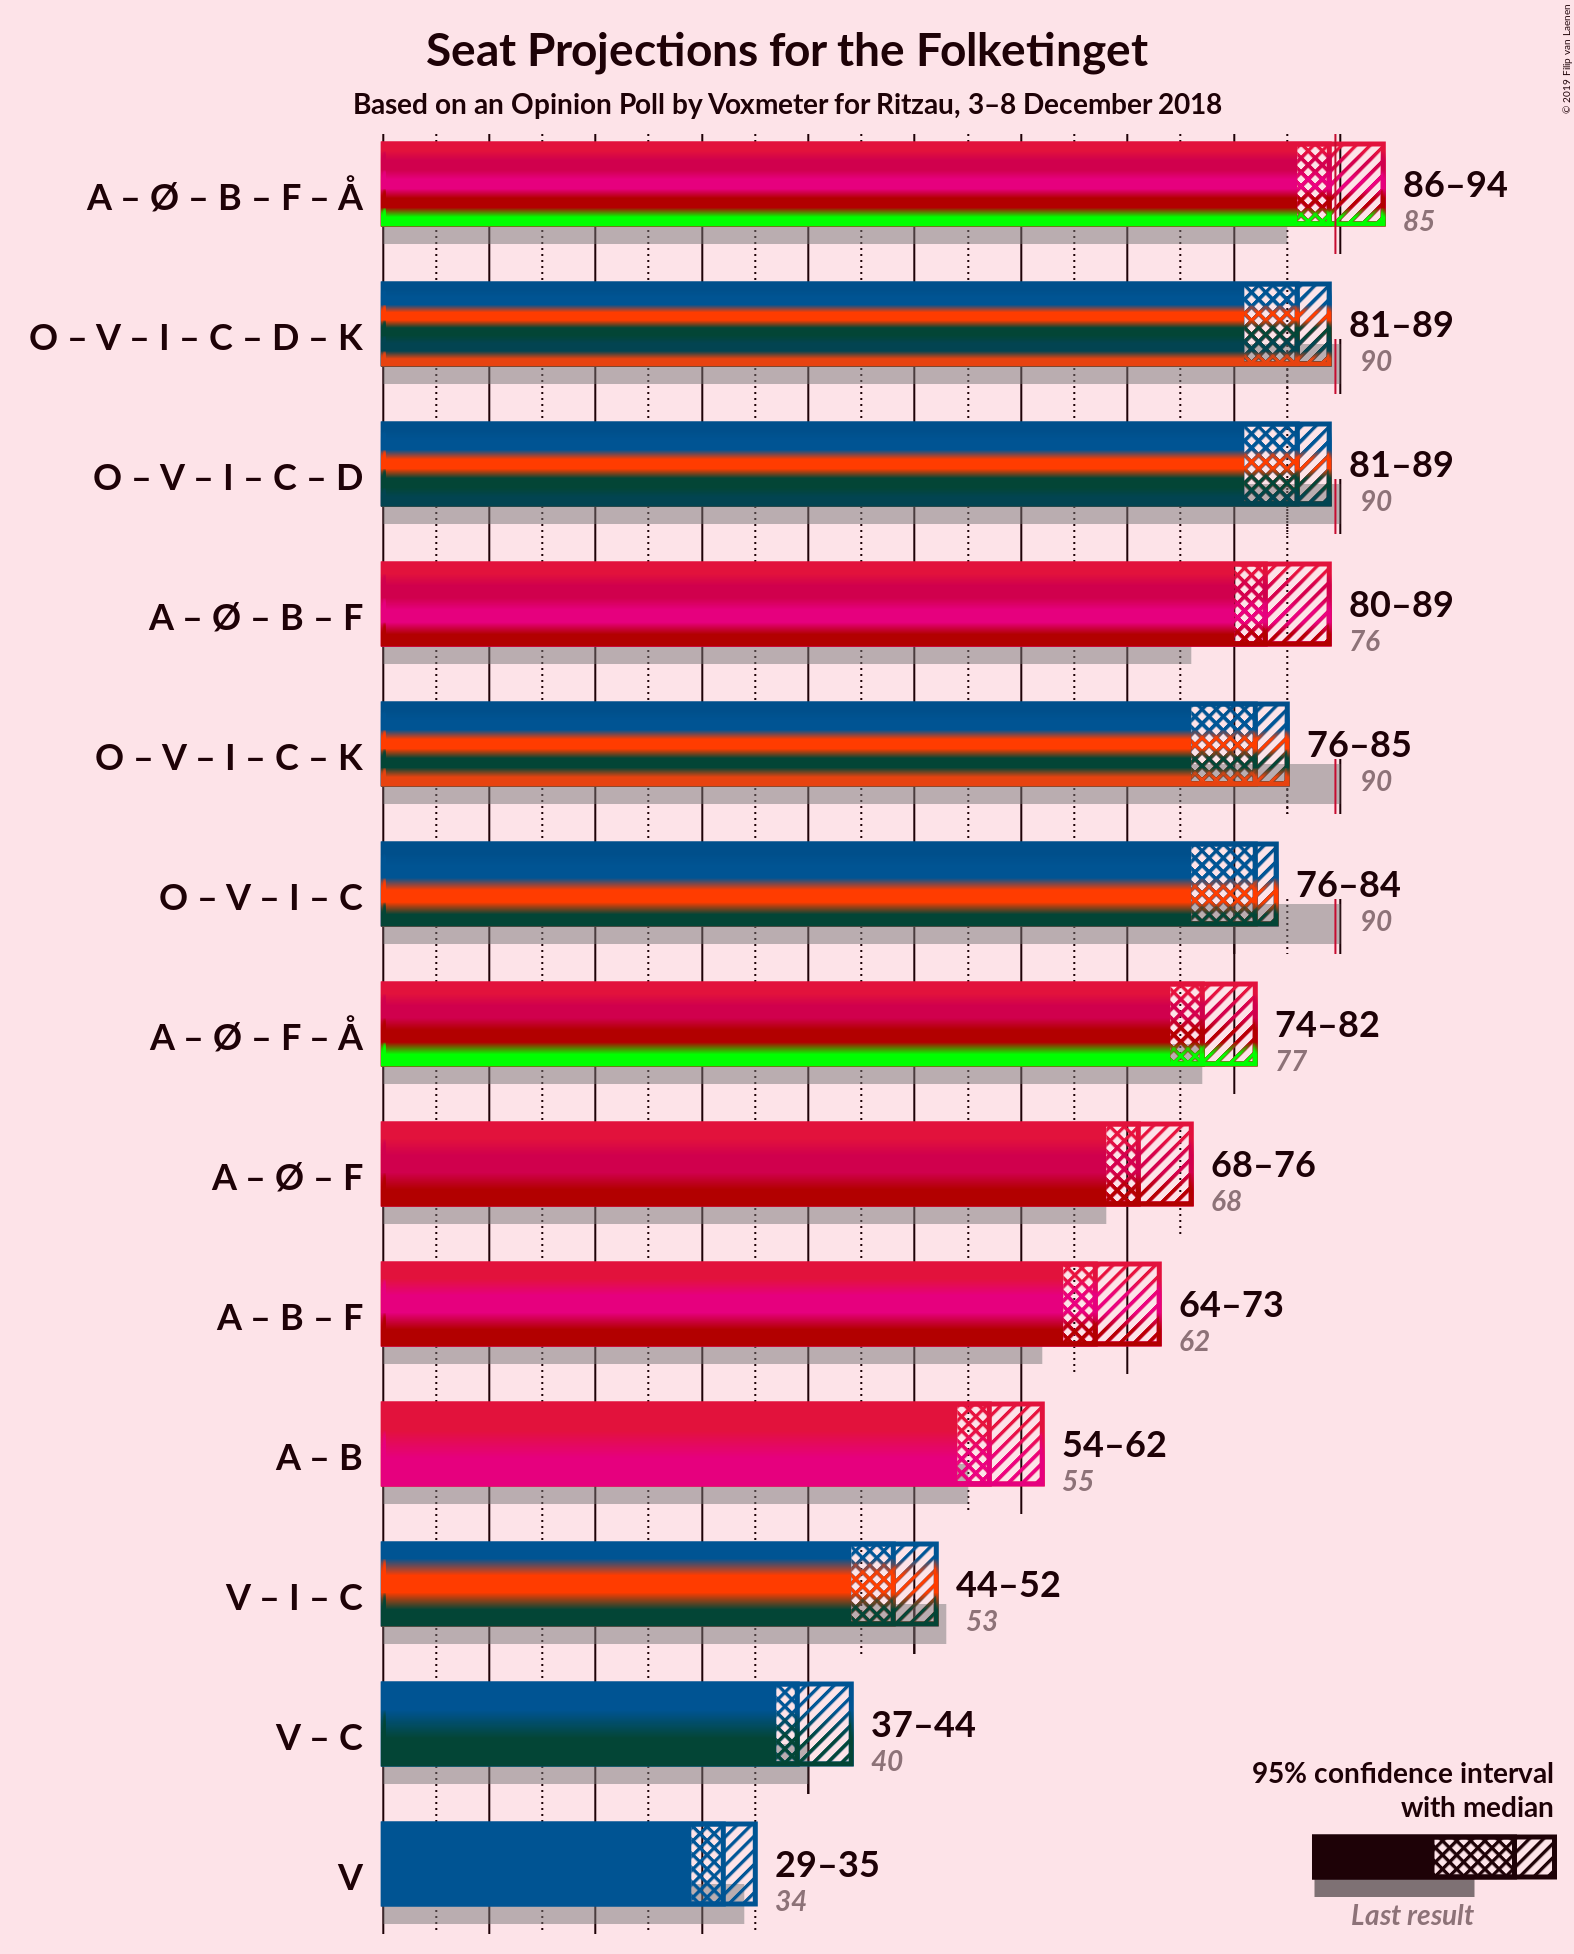 Seat Projections for the Folketinget
Based on an Opinion Poll by Voxmeter for Ritzau, 3–8 December 2018
© 2019 Filip van Laenen
A – Ø – B – F – Å
86–94
85
O – V – I – C – D – K
81–89
90
O – V – I – C – D
81–89
90
A – Ø – B – F
80–89
76
O – V – I – C – K
76–85
90
O – V – I – C
76–84
90
A – Ø – F – Å
74–82
77
A – Ø – F
68–76
68
A – B – F
64–73
62
A – B
54–62
55
V – I – C
44–52
53
V – C
37–44
40
V
29–35
34
95% confidence interval
with median
Last result